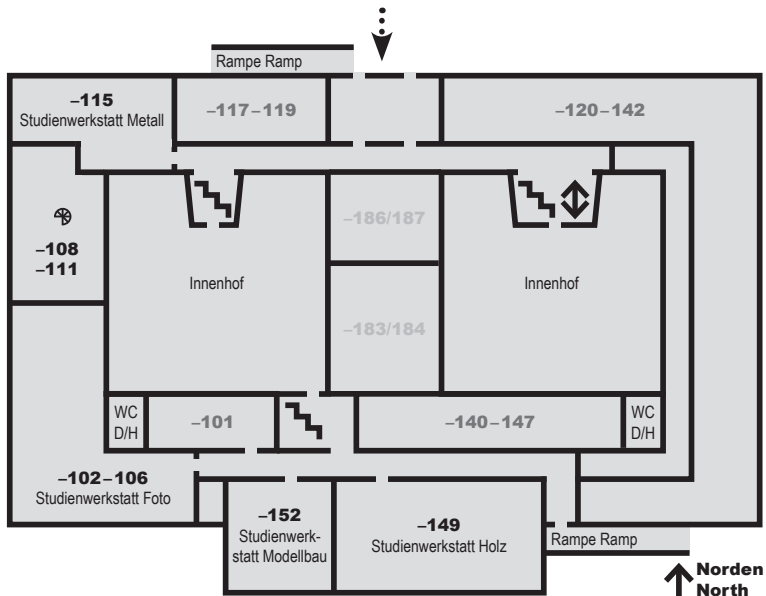 Rampe Ramp
–115
Studienwerkstatt Metall
–117–119
–120–142
–186/187
–108
–111
Innenhof
Innenhof
–183/184
WC
D/H
–101
–140–147
WC
D/H
–102–106
Studienwerkstatt Foto
–152
Studienwerk-
statt Modellbau
–149
Studienwerkstatt Holz
Rampe Ramp
Norden
North